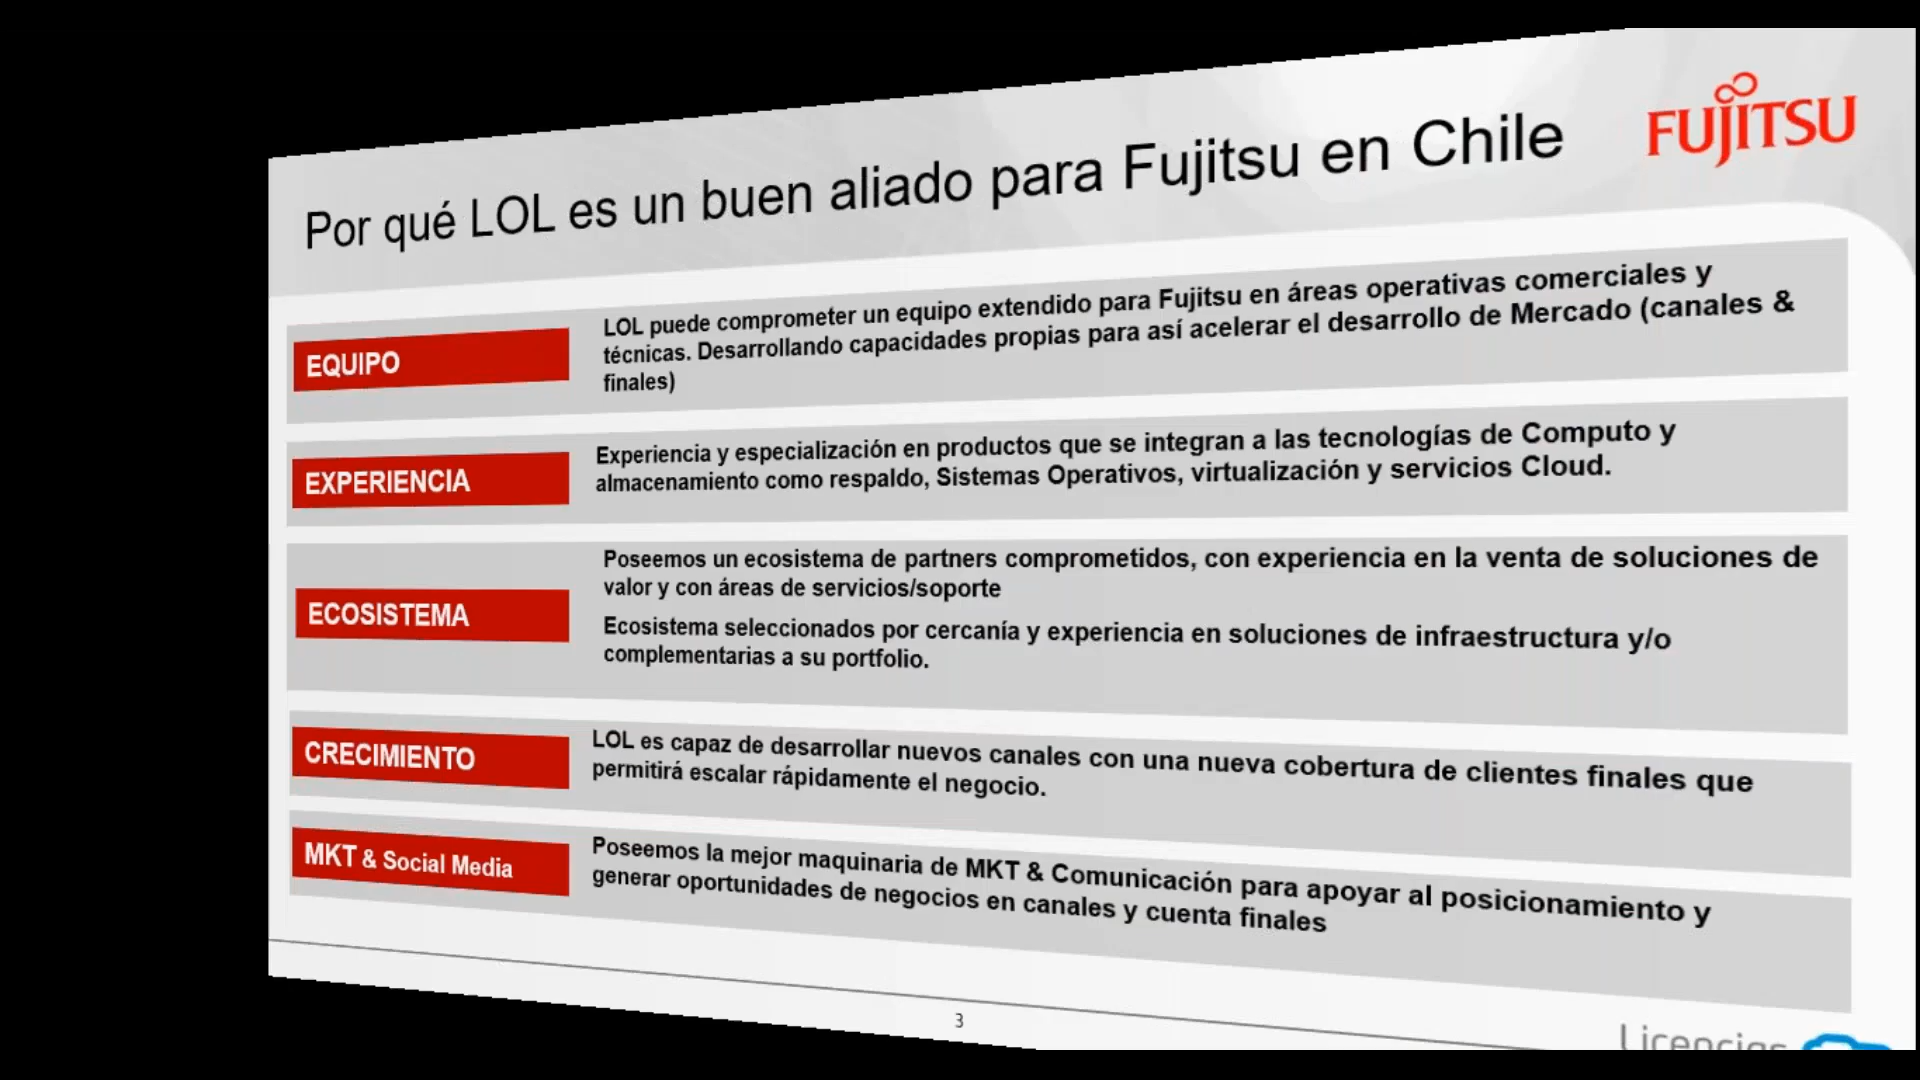 Por qué LOL es un buen aliado para Fujitsu en Chile
FUJITSU
EQUIPO
LOL puede comprometer un equipo extendido para Fujitsu en áreas operativas comerciales y
técnicas. Desarrollando capacidades propias para así acelerar el desarrollo de Mercado (canales &
finales)
EXPERIENCIA
Experiencia y especialización en productos que se integran a las tecnologías de Computo y
almacenamiento como respaldo, Sistemas Operativos, virtualización y servicios Cloud.
ECOSISTEMA
Poseemos un ecosistema de partners comprometidos, con experiencia en la venta de soluciones de
valor y con áreas de servicios/soporte
Ecosistema seleccionados por cercanía y experiencia en soluciones de infraestructura y/o
complementarias a su portfolio.
CRECIMIENTO
LOL es capaz de desarrollar nuevos canales con una nueva cobertura de clientes finales que
permitirá escalar rápidamente el negocio.
MKT & Social Media
Poseemos la mejor maquinaria de MKT & Comunicación para apoyar al posicionamiento y
generar oportunidades de negocios en canales y cuenta finales
3
Licencias